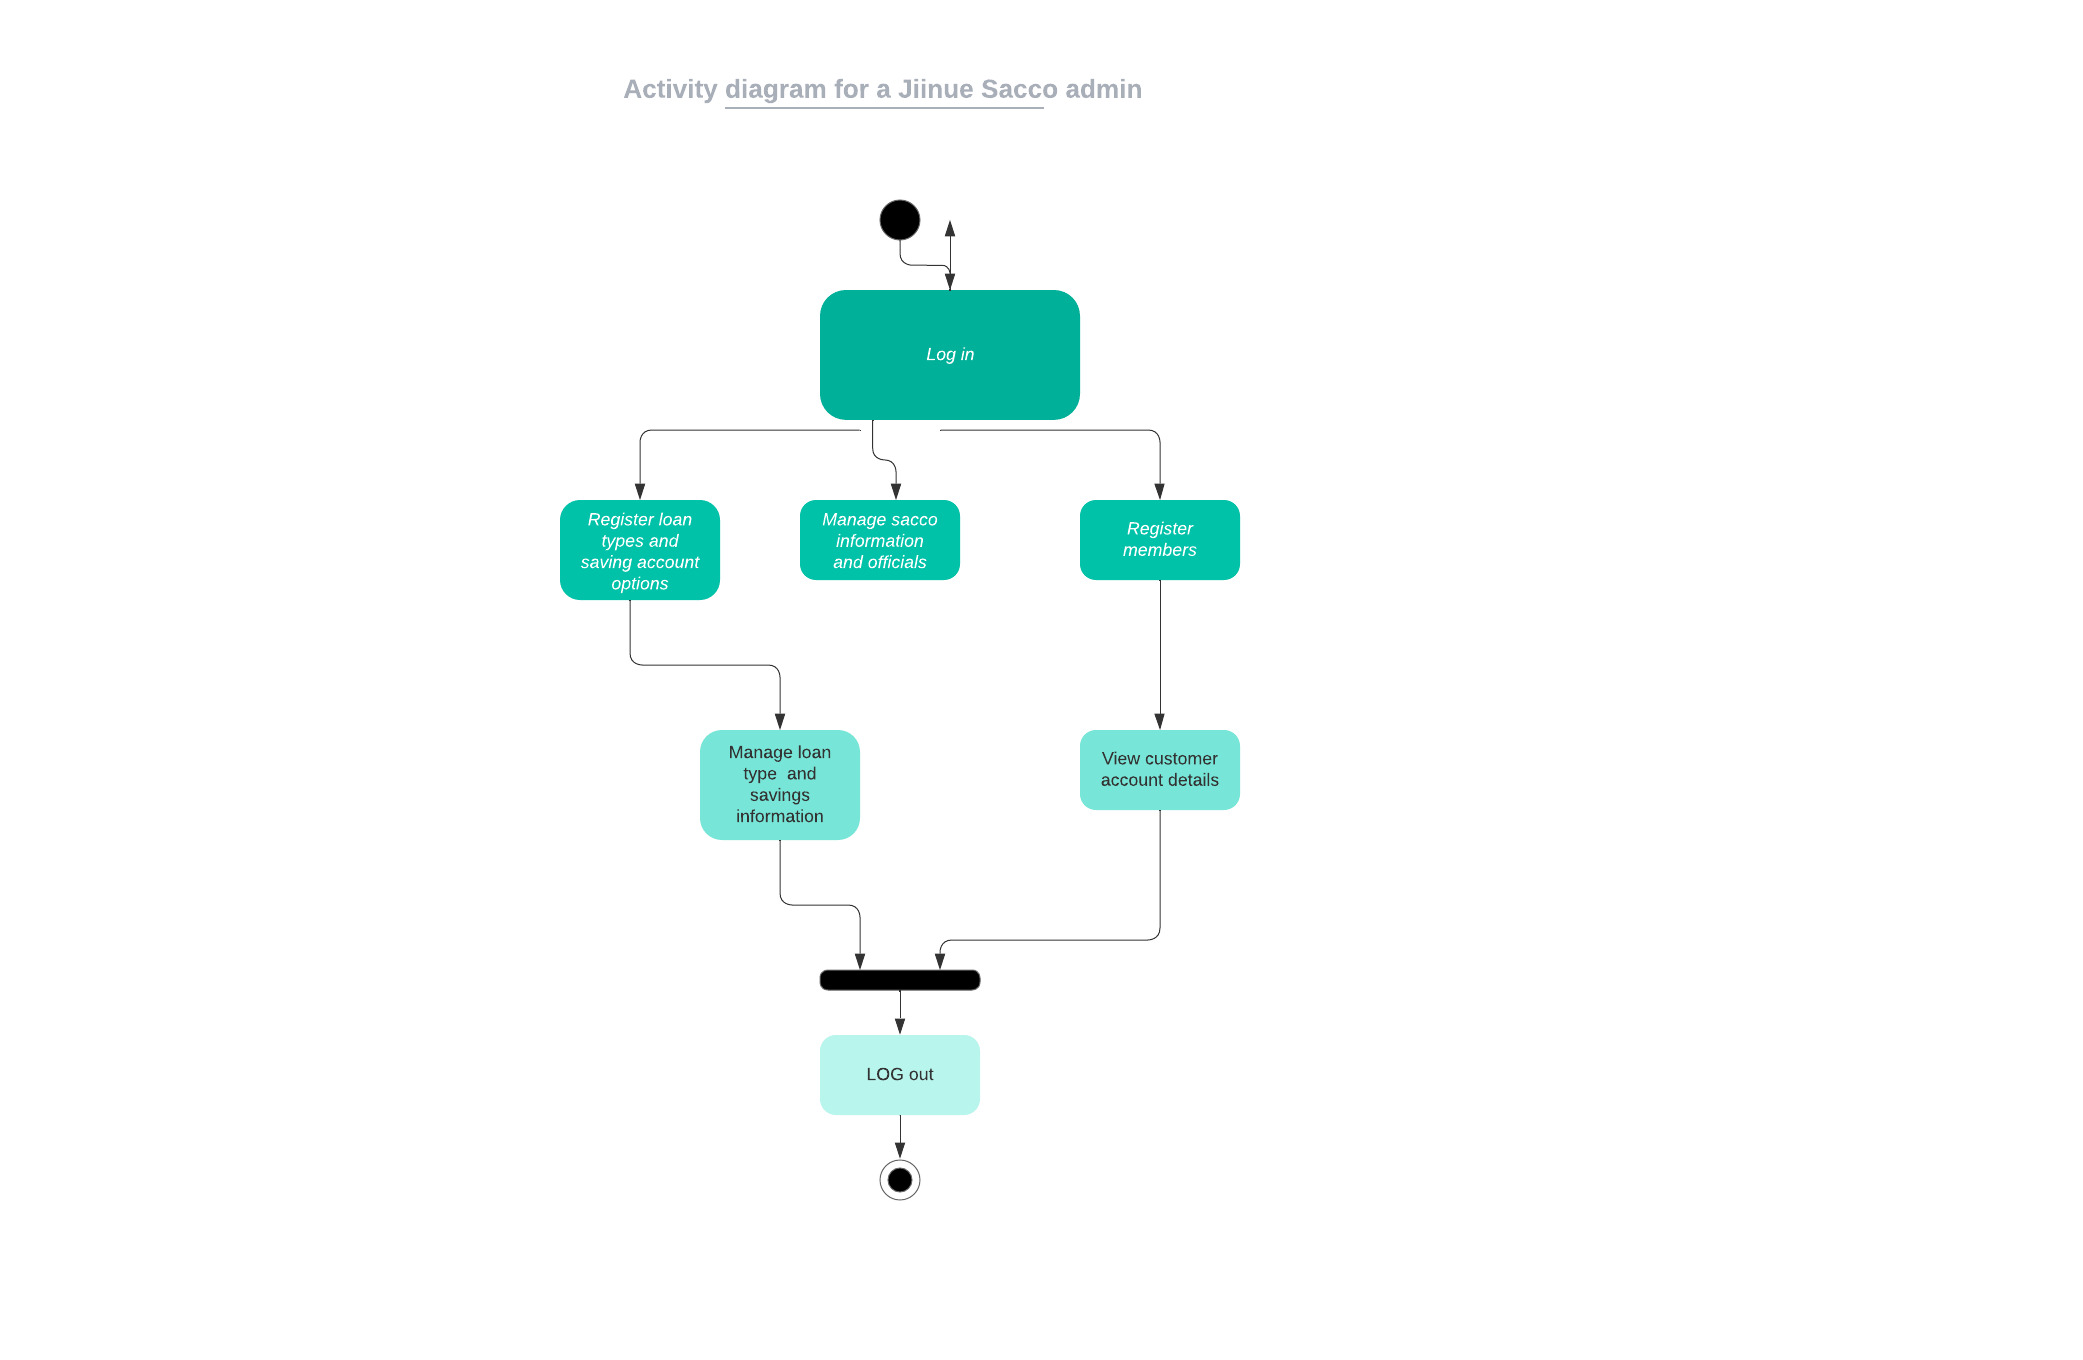 Activity diagram for a Jiinue Sacco admin
Log in
Register loan
types and
saving account
options
Manage sacco
information
and officials
Register
members
Manage loan
type  and
savings
information
View customer
account details
LOG out